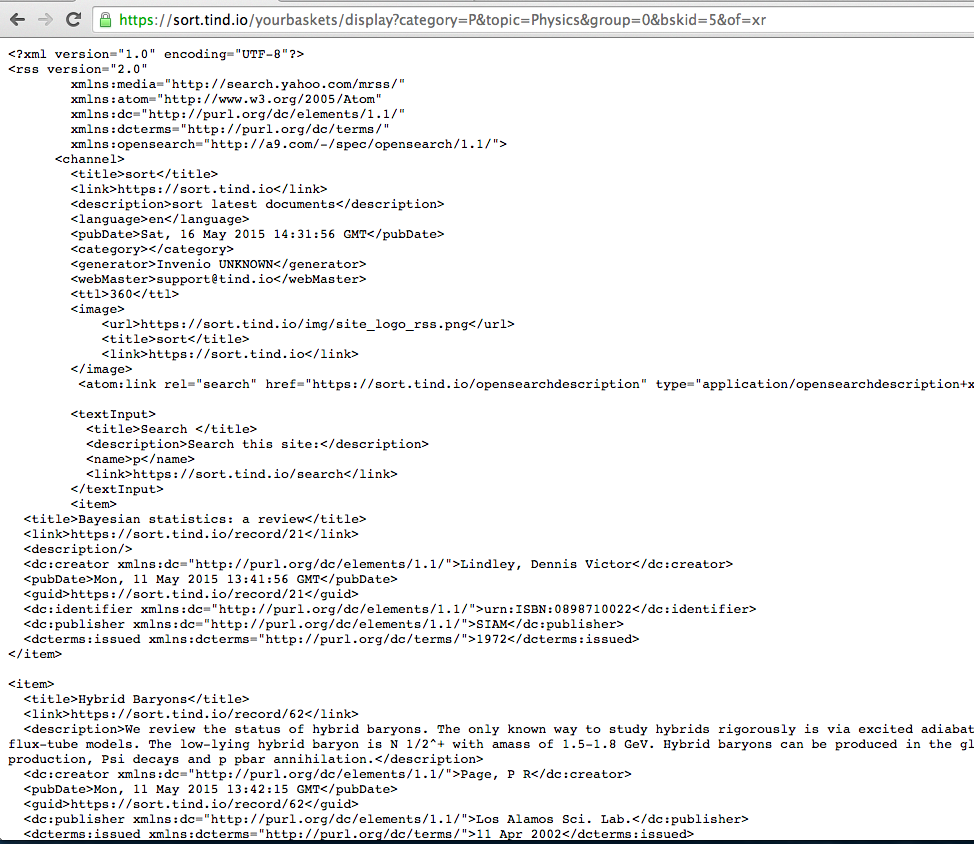 https://sort.tind.io/yourbaskets/display?category=P&topic=Physics&group=0&bskid=5&of=xr
<?xml version="1.0" encoding="UTF-8"?>
<rss version="2.0"
xmlns:media="http://search.yahoo.com/mrss/"
xmlns:atom="http://www.w3.org/2005/Atom"
xmlns:dc="http://purl.org/dc/elements/1.1/"
xmlns:dcterms="http://purl.org/dc/terms/"
xmlns:opensearch="http://a9.com/-/spec/opensearch/1.1/">
<channel>
<title>sort</title>
<link>https://sort.tind.io</link>
<description>sort latest documents</description>
<language>en</language>
<pubDate>Sat, 16 May 2015 14:31:56 GMT</pubDate>
<category></category>
<generator>Invenio UNKNOWN</generator>
<webMaster>support@tind.io</webMaster>
<ttl>360</ttl>
<image>
<url>https://sort.tind.io/img/site_logo_rss.png</url>
<title>sort</title>
<link>https://sort.tind.io</link>
</image>
<atom:link rel="search" href="https://sort.tind.io/opensearchdescription" type="application/opensearchdescription+x
<textInput>
<title>Search </title>
<description>Search this site:</description>
<name>p</name>
<link>https://sort.tind.io/search</link>
</textInput>
<item>
<title>Bayesian statistics: a review</title>
<link>https://sort.tind.io/record/21</link>
<description/>
<dc:creator xmlns:dc="http://purl.org/dc/elements/1.1/">Lindley, Dennis Victor</dc:creator>
<pubDate>Mon, 11 May 2015 13:41:56 GMT</pubDate>
<guid>https://sort.tind.io/record/21</guid>
<dc:identifier xmlns:dc="http://purl.org/dc/elements/1.1/">urn:ISBN:0898710022</dc:identifier>
<dc:publisher xmlns:dc="http://purl.org/dc/elements/1.1/">SIAM</dc:publisher>
<dcterms:issued xmlns:dcterms="http://purl.org/dc/terms/">1972</dcterms:issued>
</item>
<item>
<title>Hybrid Baryons</title>
<link>https://sort.tind.io/record/62</link>
<description>We review the status of hybrid baryons. The only known way to study hybrids rigorously is via excited adiabat
flux-tube models. The low-lying hybrid baryon is N 1/2^+ with amass of 1.5-1.8 GeV. Hybrid baryons can be produced in the gl
production, Psi decays and p pbar annihilation.</description>
<dc:creator xmlns:dc="http://purl.org/dc/elements/1.1/">Page, P R</dc:creator>
<pubDate>Mon, 11 May 2015 13:42:15 GMT</pubDate>
<guid>https://sort.tind.io/record/62</guid>
<dc:publisher xmlns:dc="http://purl.org/dc/elements/1.1/">Los Alamos Sci. Lab.</dc:publisher>
<dcterms:issued xmlns:dcterms="http://purl.org/dc/terms/">11 Apr 2002</dcterms:issued>